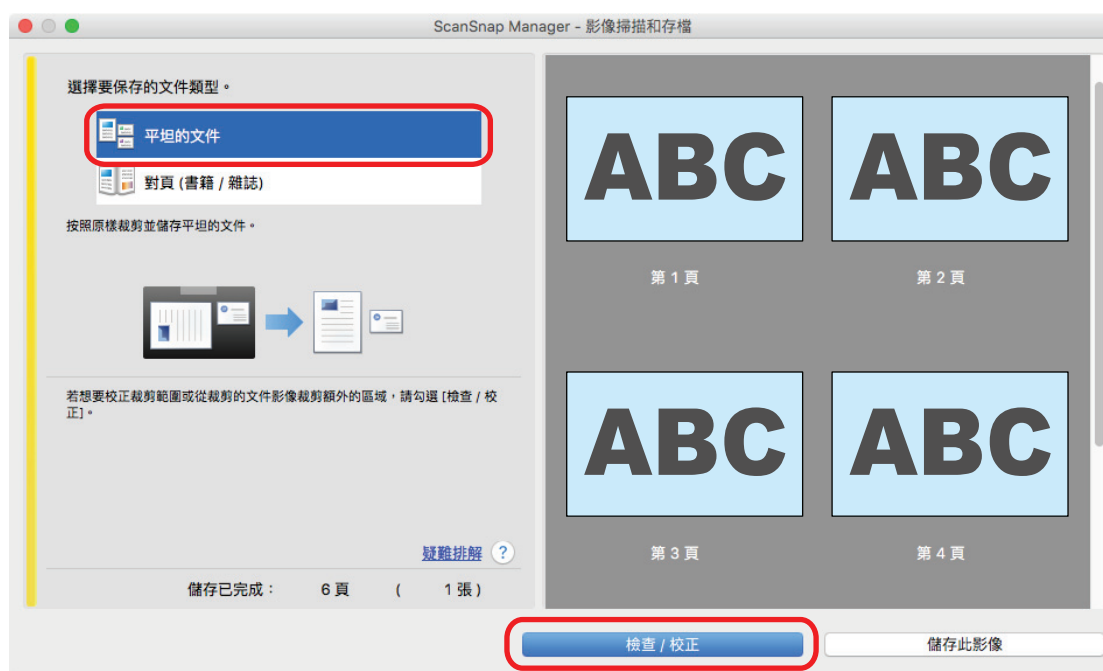 ScanSnap Manager - 影像掃描和存檔
選擇要保存的文件類型。
平坦的文件
對頁 (書籍 / 雜誌)
按照原樣裁剪並儲存平坦的文件。
若想要校正裁剪範圍或從裁剪的文件影像裁剪額外的區域，請勾選 [檢查 / 校
正]。
疑難排解 ?
儲存已完成： 6 頁 ( 1 張 )
ABC
ABC
第 1 頁
第 2 頁
ABC
ABC
第 3 頁
第 4 頁
檢查 / 校正
儲存此影像